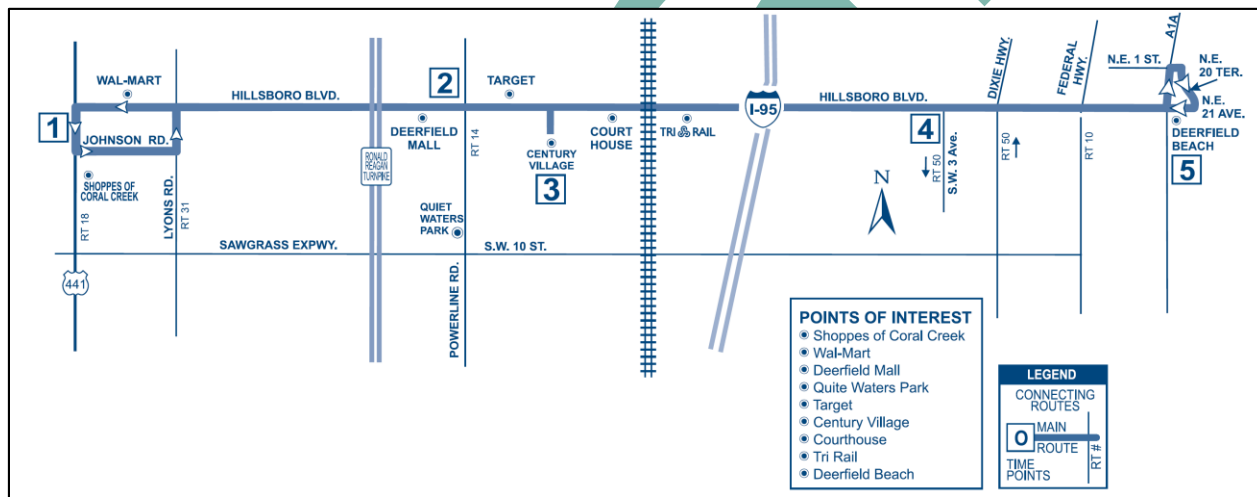 A1A
DIXIE HWY.
FEDERAL
HWY.
N.E. 1 ST.
N.E.
20 TER.
N.E.
21 AVE.
WAL-MART
2
TARGET
HILLSBORO BLVD.
I-95
HILLSBORO BLVD.
1
JOHNSON RD.
DEERFIELD
MALL
RT 14
COURT
HOUSE
TRI RAIL
4
DEERFIELD
BEACH
5
CENTURY
VILLAGE
3
RONALD
REAGAN
TURNPIKE
RT 50
S.W. 3 Ave.
RT 50
RT 10
SHOPPES OF
CORAL CREEK
RT 18
LYONS RD.
RT 31
QUIET
WATERS
PARK
N
SAWGRASS EXPWY.
S.W. 10 ST.
441
POWERLINE RD.
POINTS OF INTEREST
Shoppes of Coral Creek
Wal-Mart
Deerfield Mall
Quite Waters Park
Target
Century Village
Courthouse
Tri Rail
Deerfield Beach
LEGEND
CONNECTING
ROUTES
O
MAIN
ROUTE
TIME
POINTS
RT #